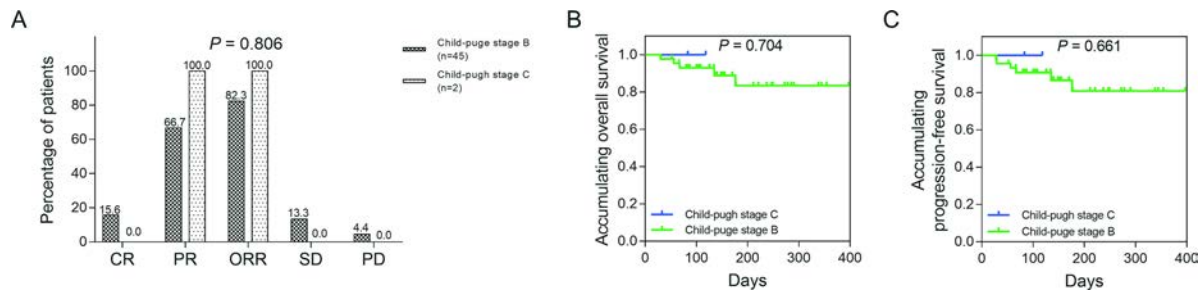 A
P = 0.806
Child-puge stage B
(n=45)
Child-pugh stage C
(n=2)
Percentage of patients
100
80
60
40
20
0
15.6
0.0
66.7
100.0
82.3
100.0
13.3
0.0
4.4
0.0
CR
PR
ORR
SD
PD
B
P = 0.704
Accumulating overall survival
1.0
0.8
0.6
0.4
0.2
0.0
Child-pugh stage C
Child-puge stage B
0
100
200
300
400
Days
C
P = 0.661
Accumulating
progression-free survival
1.0
0.8
0.6
0.4
0.2
0.0
Child-pugh stage C
Child-puge stage B
0
100
200
300
400
Days